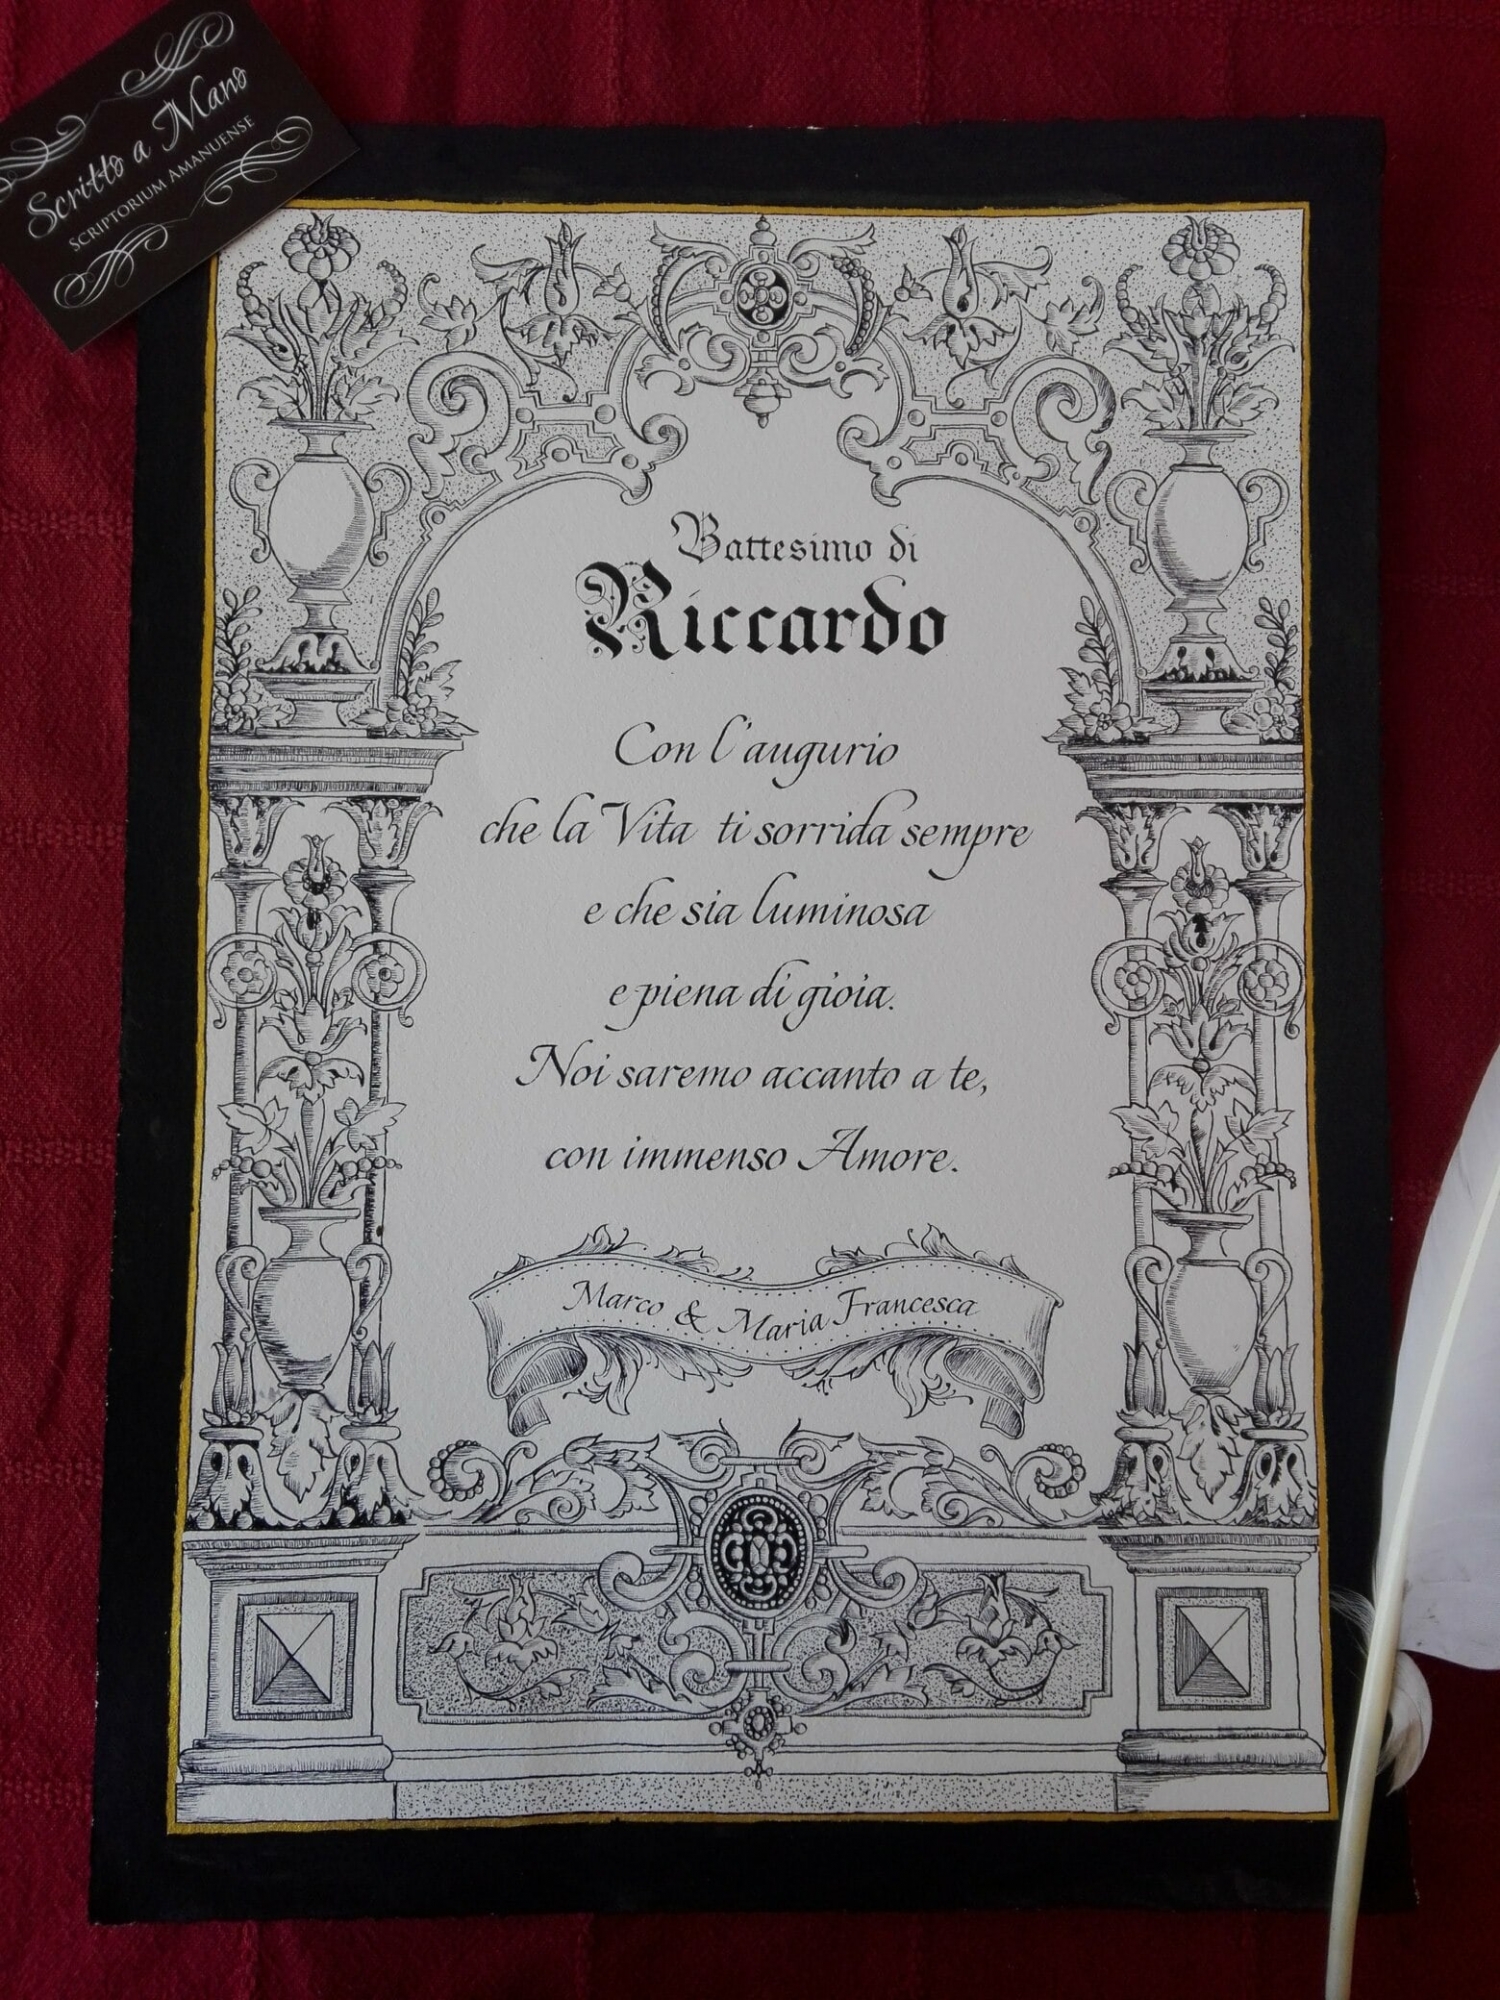 Scritto a Mano
SCRIPTORIUM AMANUENSE
Battesimo di
Riccardo
Con l'augurio
che la Vita ti sorrida sempre
e che sia luminosa
e piena di gioia.
Noi saremo accanto a te,
con immenso Amore.
Marco & Maria Francesca